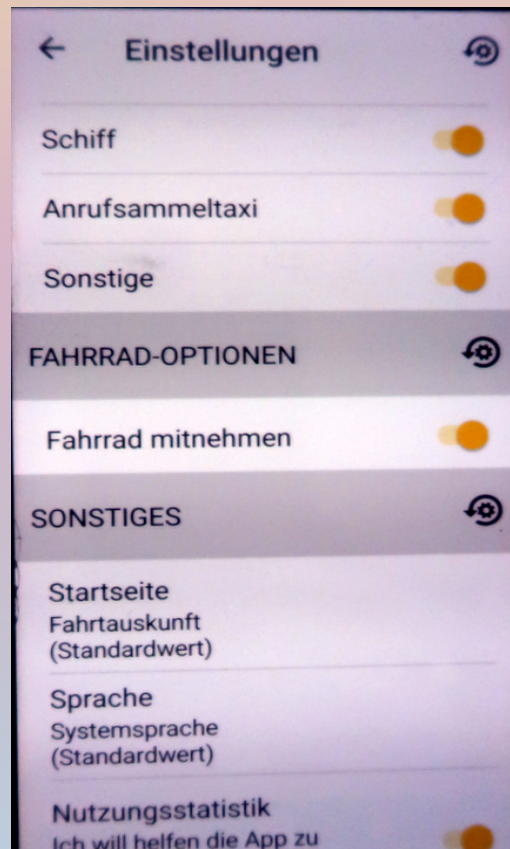 Einstellungen
Schiff
Anrufsammeltaxi
Sonstige
FAHRRAD-OPTIONEN
Fahrrad mitnehmen
SONSTIGES
Startseite
Fahrtauskunft
(Standardwert)
Sprache
Systemsprache
(Standardwert)
Nutzungsstatistik
Ich will helfen die App zu